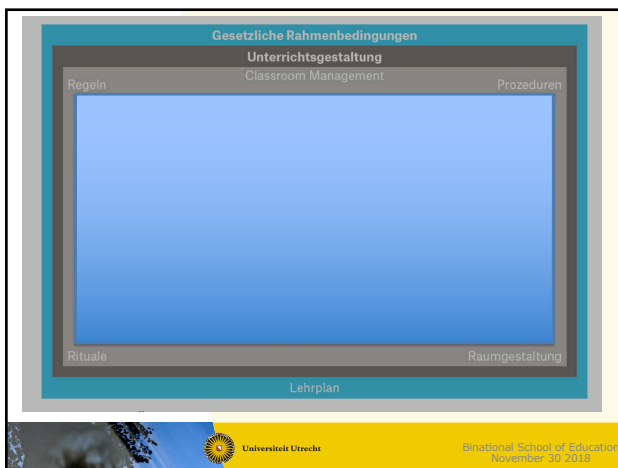 Gesetzliche Rahmenbedingungen
Unterrichtsgestaltung
Classroom Management
Regeln
Prozeduren
Rituale
Raumgestaltung
Lehrplan
Universiteit Utrecht
Binational School of Education
November 30 2018